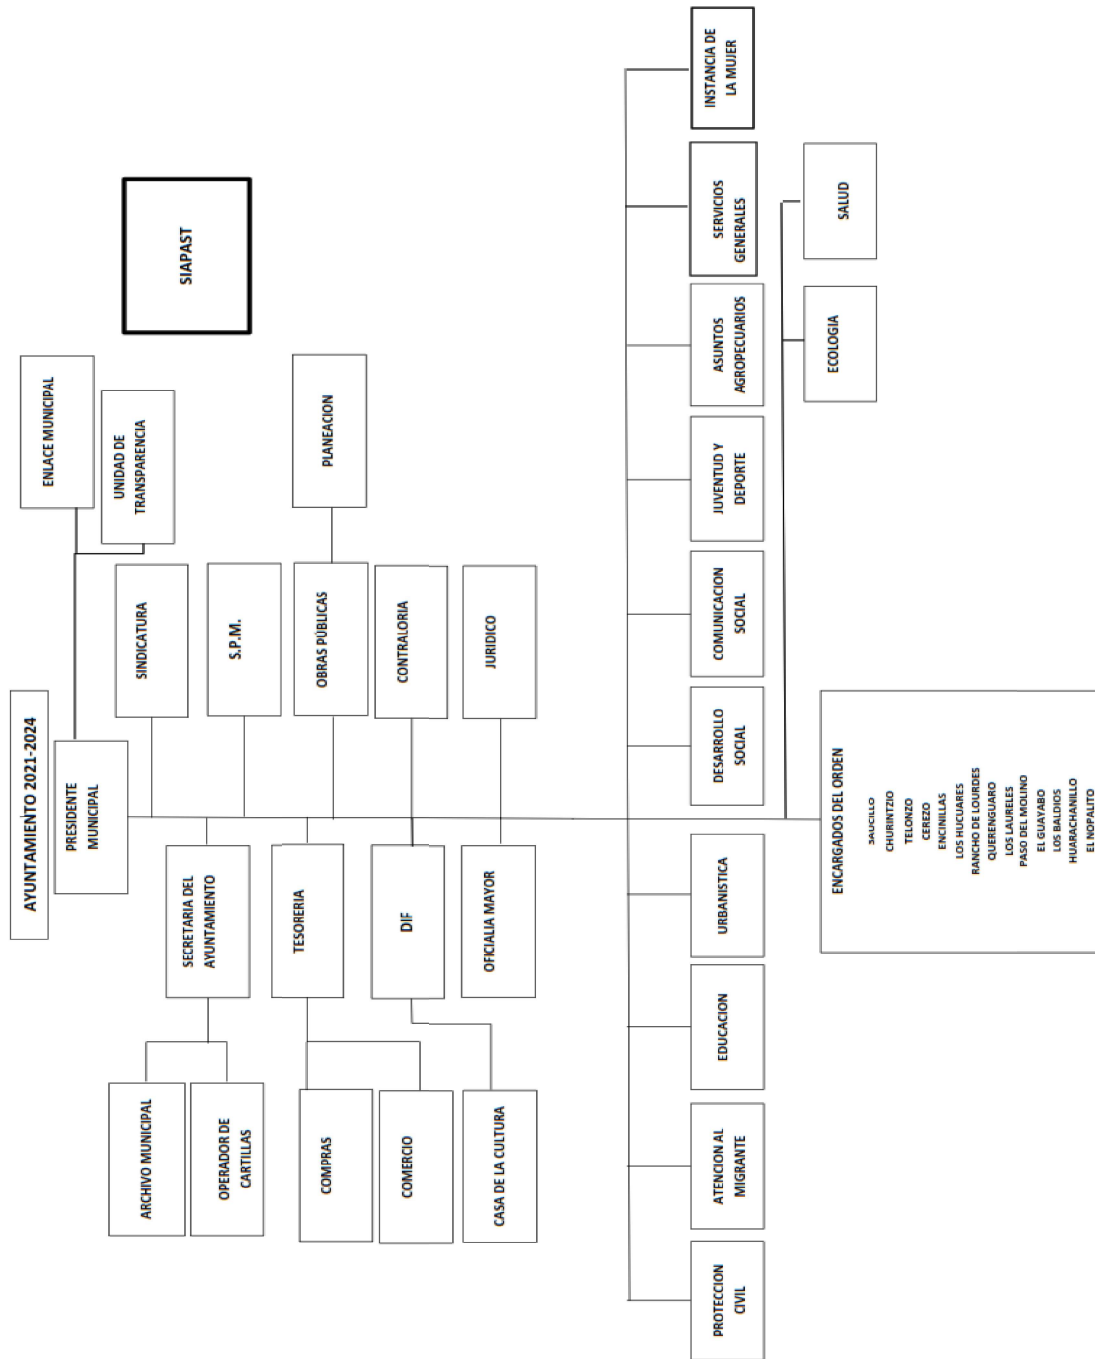 AYUNTAMIENTO 2021-2024
PRESIDENTE
MUNICIPAL
ENLACE MUNICIPAL
UNIDAD DE
TRANSPARENCIA
SIAPAST
SINDICATURA
SECRETARIA DEL
AYUNTAMIENTO
ARCHIVO MUNICIPAL
OPERADOR DE
CARTILLAS
S.P.M.
TESORERIA
OBRAS PÚBLICAS
PLANEACION
COMPRAS
COMERCIO
DIF
CONTRALORIA
CASA DE LA CULTURA
OFICIALIA MAYOR
JURIDICO
PROTECCION
CIVIL
ATENCION AL
MIGRANTE
EDUCACION
URBANISTICA
DESARROLLO
SOCIAL
COMUNICACION
SOCIAL
JUVENTUD Y
DEPORTE
ASUNTOS
AGROPECUARIOS
SERVICIOS
GENERALES
INSTANCIA DE
LA MUJER
ECOLOGIA
SALUD
ENCARGADOS DEL ORDEN
SAUCILLO
CHURINTZIO
TELONZO
CEREZO
ENCINILLAS
LOS HUCUARES
RANCHO DE LOURDES
QUERENGUARO
LOS LAURELES
PASO DEL MOLINO
EL GUAYABO
LOS BALDIOS
HUARACHANILLO
EL NOPALITO